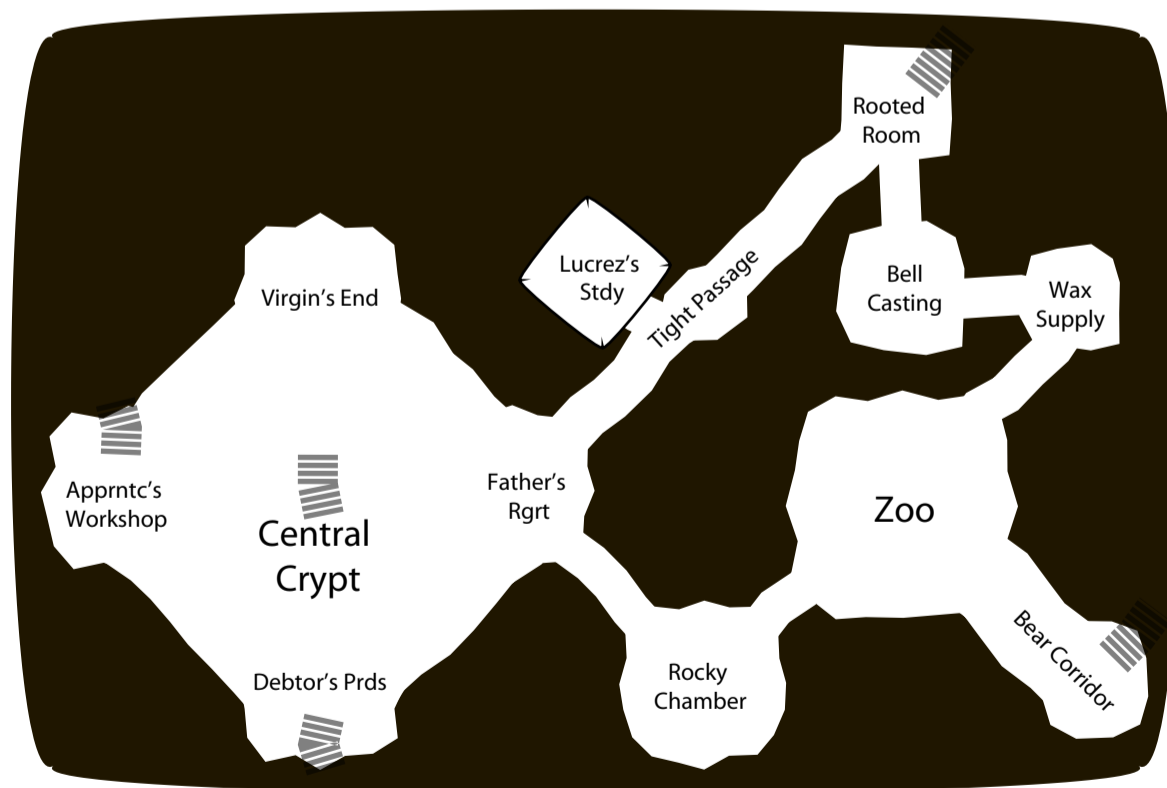 Rooted
Room
Lucrez's
Stdy
Tight Passage
Bell
Casting
Wax
Supply
Virgin's End
Apprntc's
Workshop
Central
Crypt
Father's
Rgrt
Zoo
Debtor's Prds
Rocky
Chamber
Bear Corridor